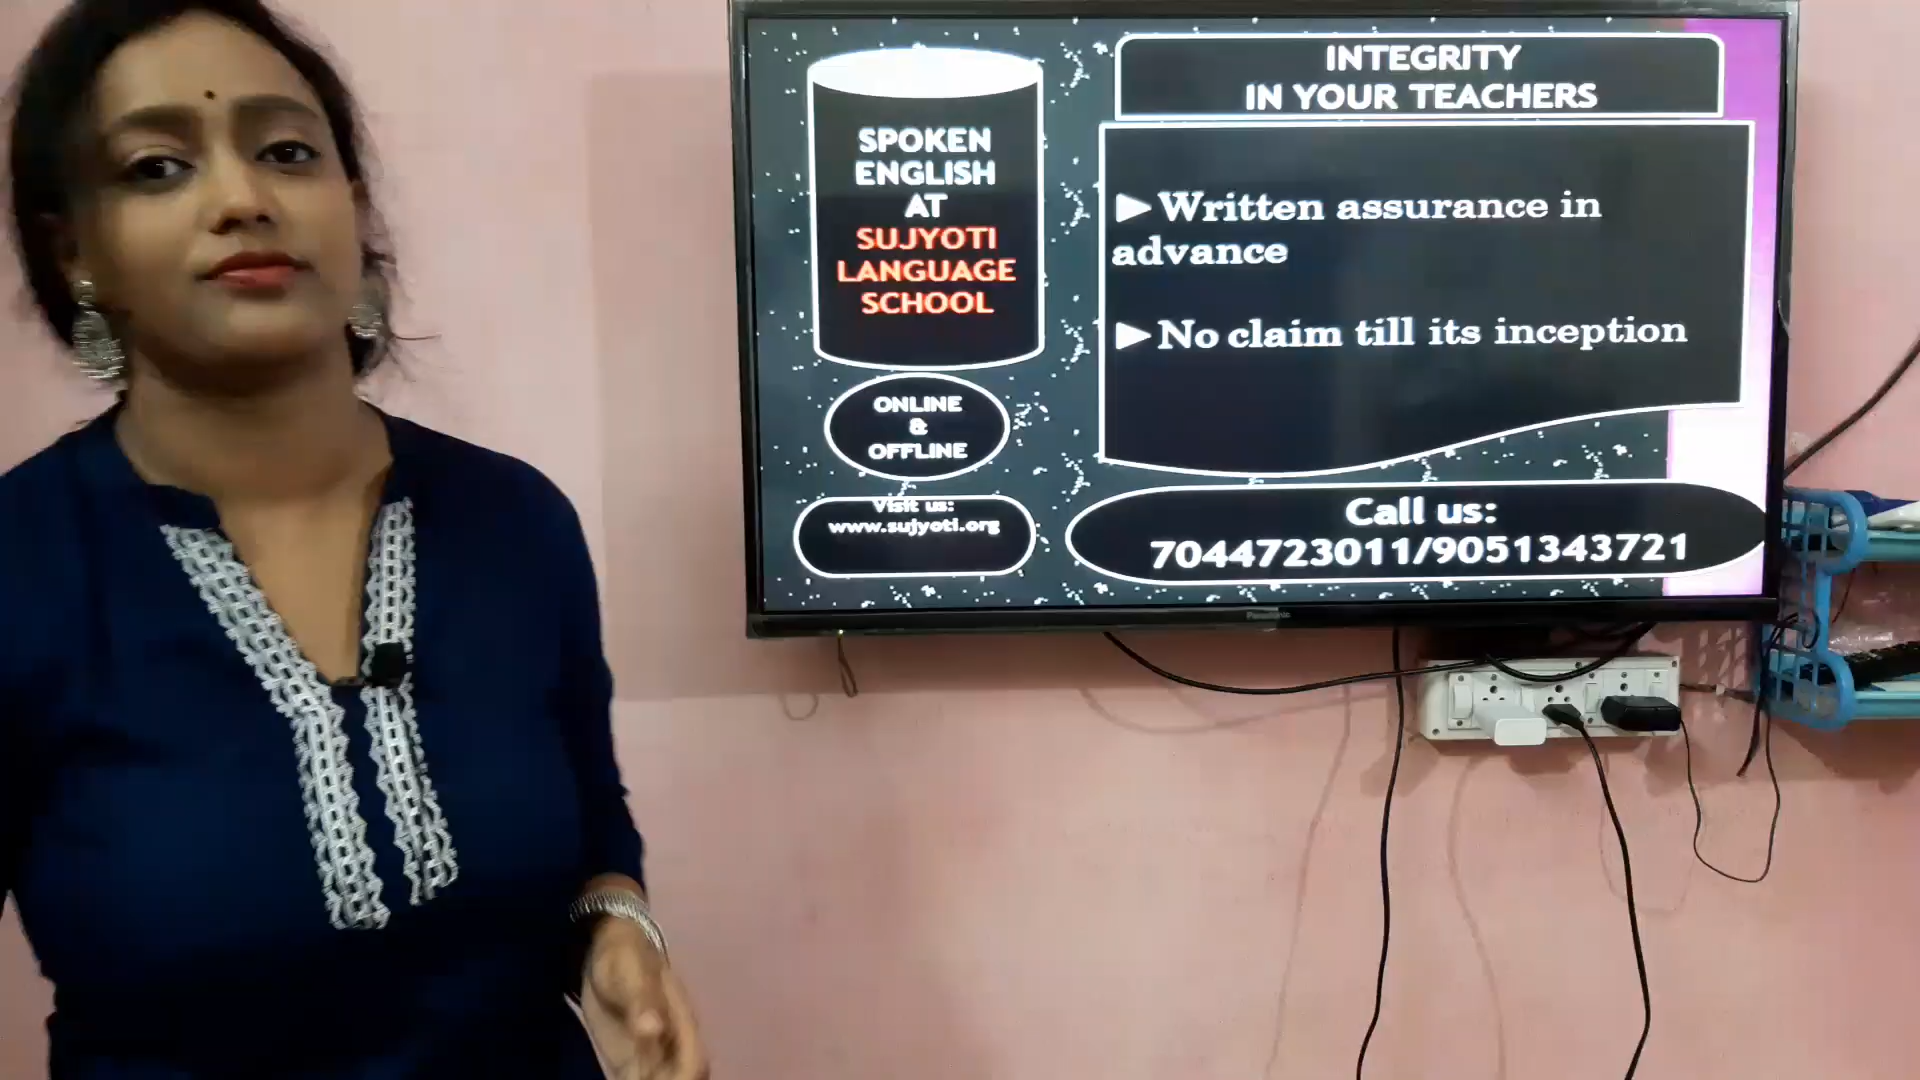 SPOKEN
ENGLISH
AT
SUJYOTI
LANGUAGE
SCHOOL
ONLINE
&
OFFLINE
Visit us:
www.sujyoti.org
INTEGRITY
IN YOUR TEACHERS
►Written assurance in
advance
►No claim till its inception
Call us:
7044723011/9051343721
Panasonic